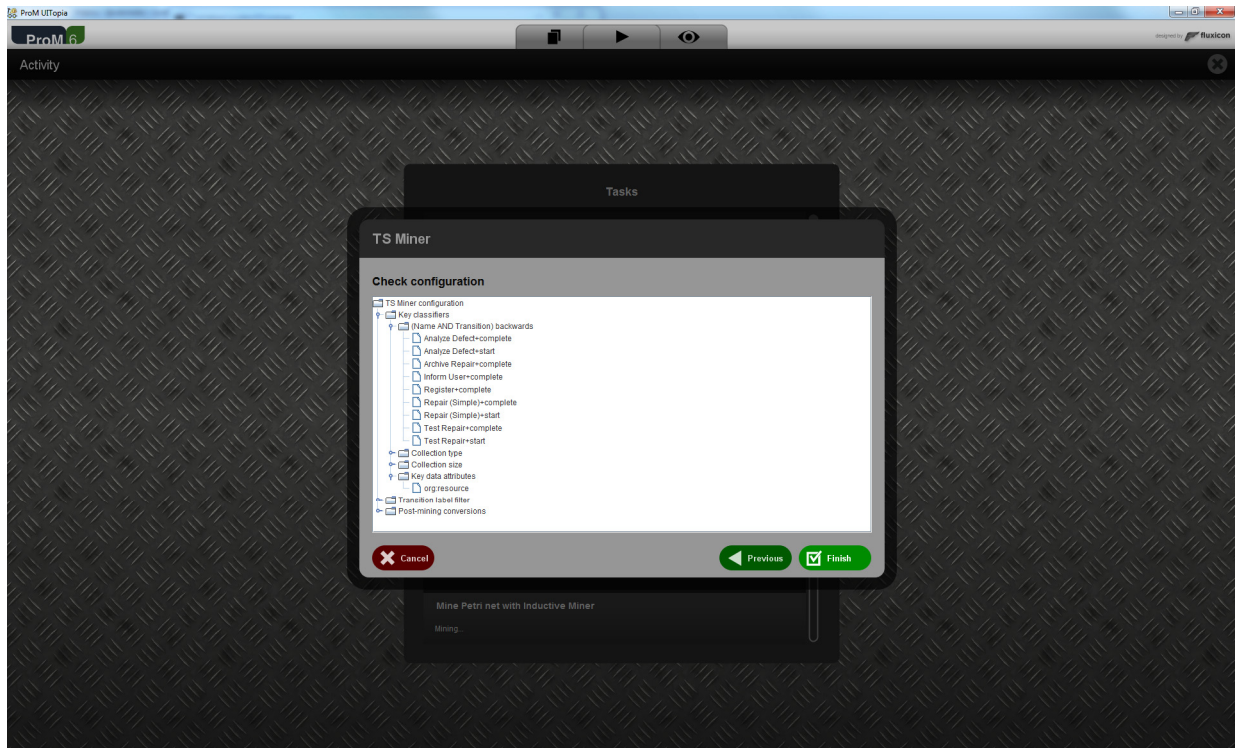 ProM UITopia
ProM 6
designed by fluxicon
Activity
Tasks
TS Miner
Check configuration
TS Miner configuration
Key classifiers
(Name AND Transition) backwards
Analyze Defect+complete
Analyze Defect+start
Archive Repair+complete
Inform User+complete
Register+complete
Repair (Simple)+complete
Repair (Simple)+start
Test Repair+complete
Test Repair+start
Collection type
Collection size
Key data attributes
org:resource
Transition label filter
Post-mining conversions
Cancel
Previous
Finish
Mine Petri net with Inductive Miner
Mining...